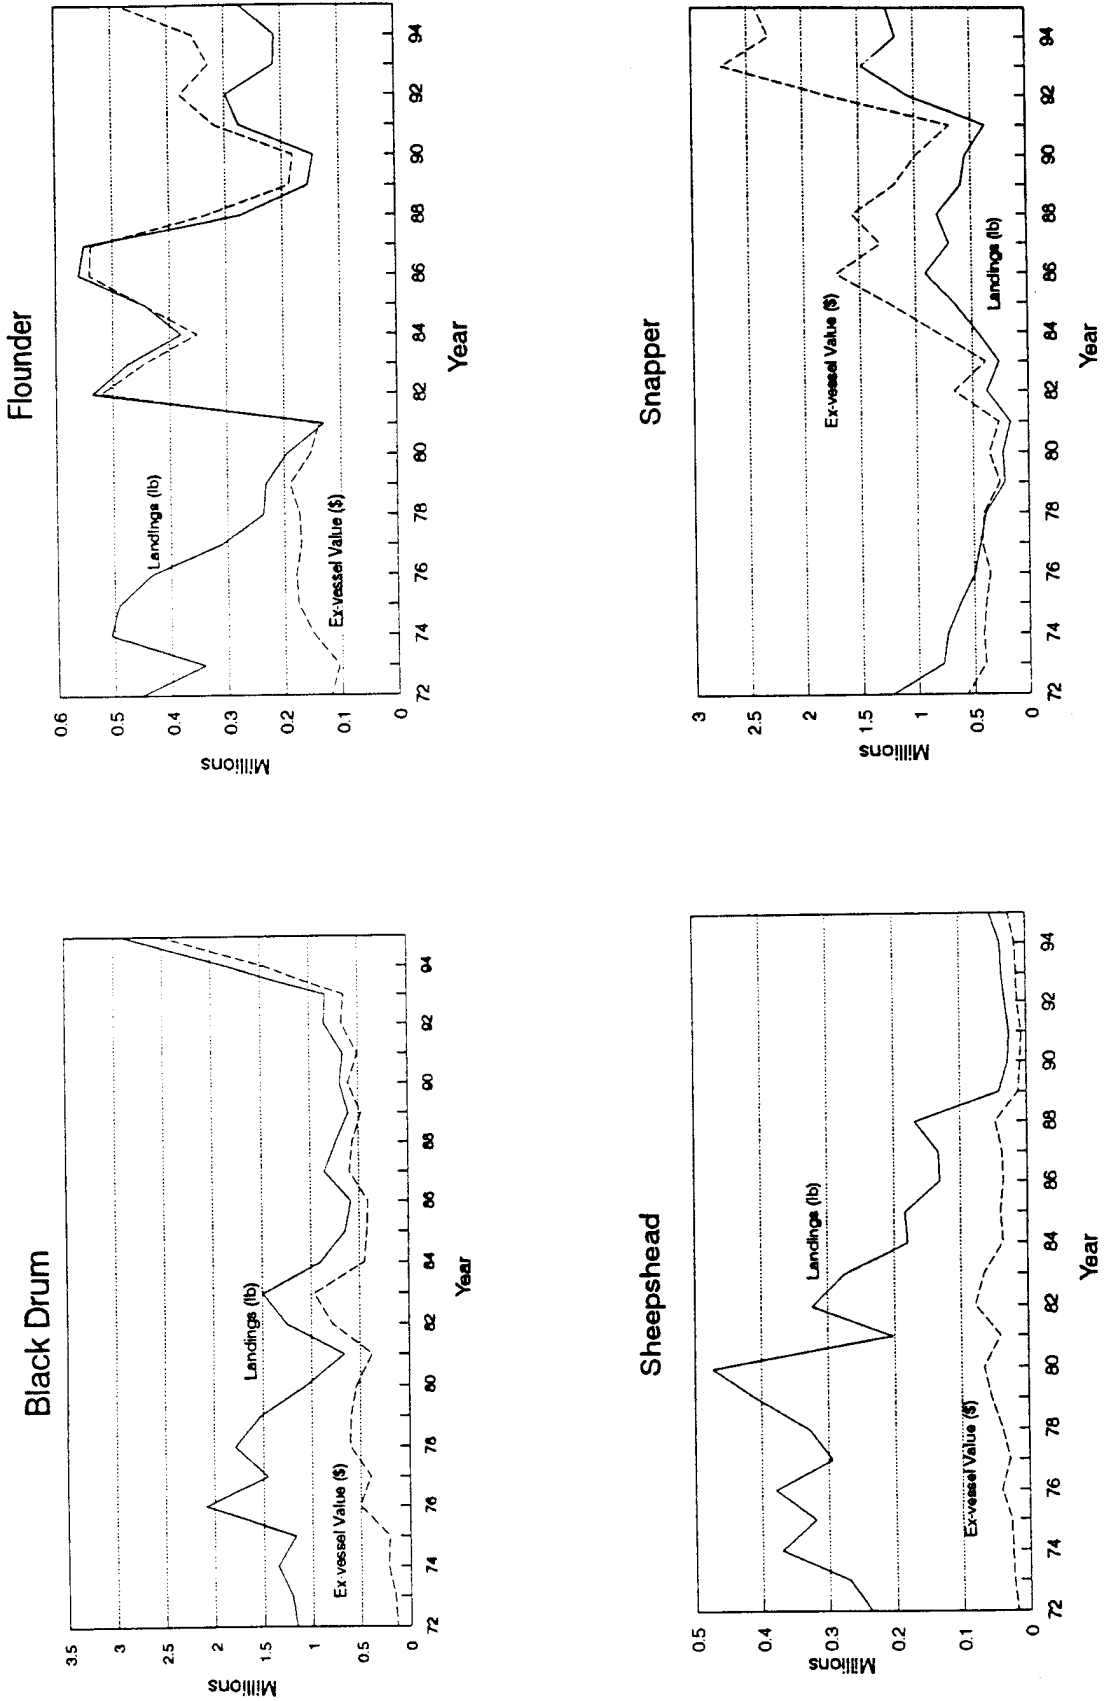 Black Drum
3.5
3
2.5
2
1.5
1
0.5
0
Millions
Landings (lb)
Ex-vessel Value ($)
72 74 76 78 80 82 84 86 88 90 92 94
Year
Flounder
0.6
0.5
0.4
0.3
0.2
0.1
0
Millions
Landings (lb)
Ex-vessel Value ($)
72 74 76 78 80 82 84 86 88 90 92 94
Year
Sheepshead
0.5
0.4
0.3
0.2
0.1
0
Millions
Landings (lb)
Ex-vessel Value ($)
72 74 76 78 80 82 84 86 88 90 92 94
Year
Snapper
3
2.5
2
1.5
1
0.5
0
Millions
Ex-vessel Value ($)
Landings (lb)
72 74 76 78 80 82 84 86 88 90 92 94
Year